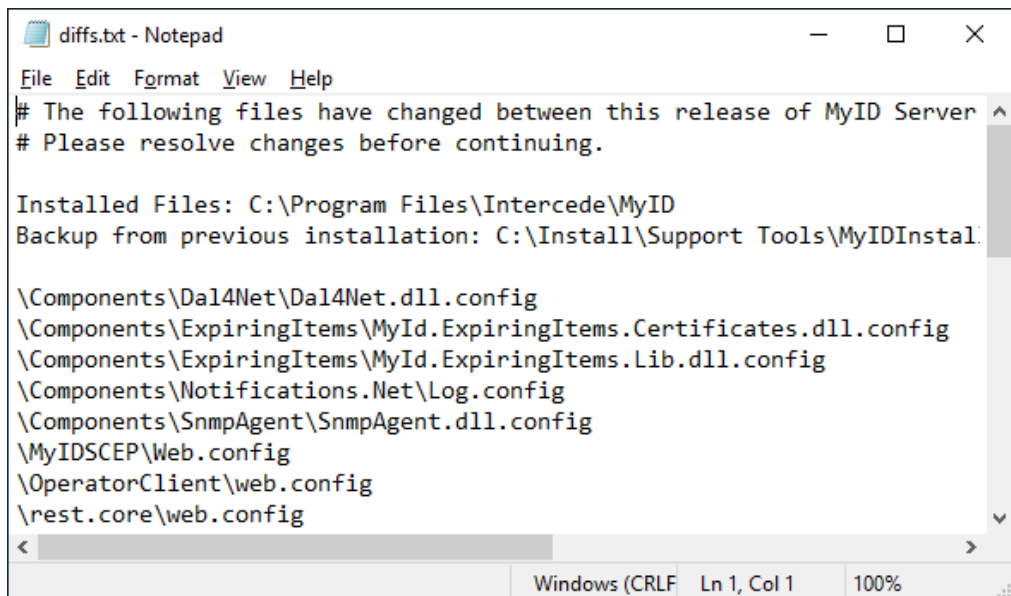 diffs.txt - Notepad
File Edit Format View Help
# The following files have changed between this release of MyID Server
# Please resolve changes before continuing.
Installed Files: C:\Program Files\Intercede\MyID
Backup from previous installation: C:\Install\Support Tools\MyIDInstal
\Components\Dal4Net\Dal4Net.dll.config
\Components\ExpiringItems\MyId.ExpiringItems.Certificates.dll.config
\Components\ExpiringItems\MyId.ExpiringItems.Lib.dll.config
\Components\Notifications.Net\Log.config
\Components\SnmpAgent\SnmpAgent.dll.config
\MyIDSCEP\Web.config
\OperatorClient\web.config
\rest.core\web.config
Windows (CRLF Ln 1, Col 1 100%